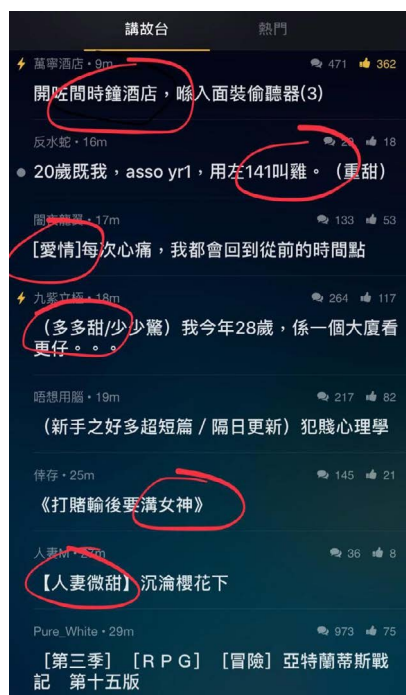 講故台 熱門
萬寧酒店 • 9m 471 362
開咗間時鐘酒店，喺入面裝偷聽器(3)
反水蛇 • 16m 18
20歲既我，asso yr1，用左141叫雞。（重甜）
17m 133 53
[愛情]每次心痛，我都會回到從前的時間點
九紫立極 • 18m 264 117
（多多甜/少少驚）我今年28歲，係一個大廈看
更仔。。。
唔想用腦 • 19m 217 82
（新手之好多超短篇 / 隔日更新）犯賤心理學
倖存 • 25m 145 21
《打賭輸後要溝女神》
人妻M • 27m 36 8
【人妻微甜】沉淪櫻花下
Pure_White • 29m 973 75
［第三季］［ＲＰＧ］［冒險］亞特蘭蒂斯戰
記　第十五版